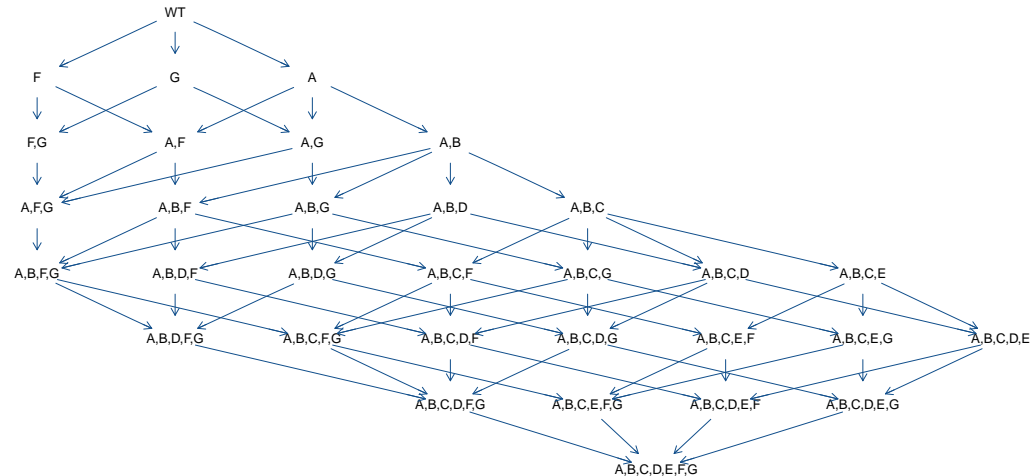 WT
F G A
F,G A,F A,G A,B
A,F,G A,B,F A,B,G A,B,D A,B,C
A,B,F,G A,B,D,F A,B,D,G A,B,C,F A,B,C,G A,B,C,D A,B,C,E
A,B,D,F,G A,B,C,F,G A,B,C,D,F A,B,C,D,G A,B,C,E,F A,B,C,E,G A,B,C,D,E
A,B,C,D,F,G A,B,C,E,F,G A,B,C,D,E,F A,B,C,D,E,G
A,B,C,D,E,F,G